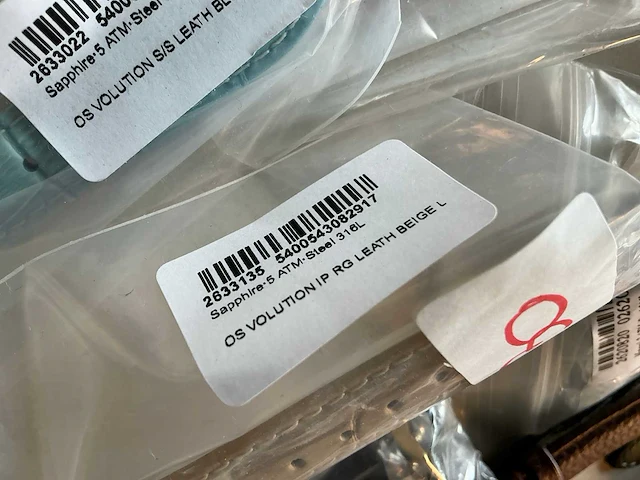 2633022 5400
Sapphire·5 ATM·Steel
OS VOLUTION S/S LEATH BE
2633135 5400543082917
Sapphire·5 ATM·Steel 316L
OS VOLUTION IP RG LEATH BEIGE L